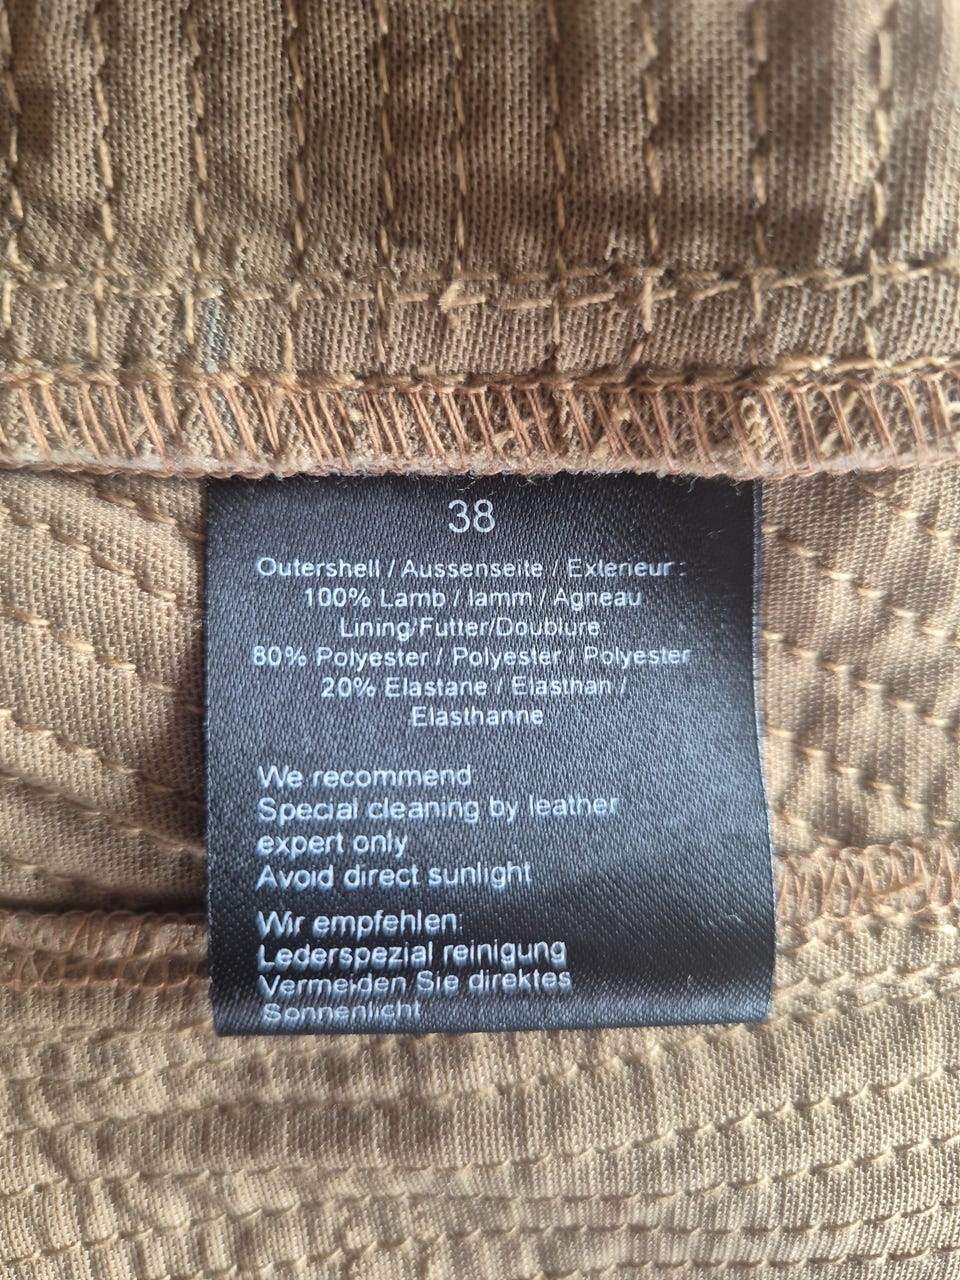 38
Outershell / Aussenseite / Exterieur :
100% Lamb / lamm / Agneau
Lining/Futter/Doublure:
80% Polyester / Polyester / Polyester
20% Elastane / Elasthan /
Elasthanne
We recommend
Special cleaning by leather
expert only
Avoid direct sunlight
Wir empfehlen:
Lederspezial reinigung
Vermeiden Sie direktes
Sonnenlicht